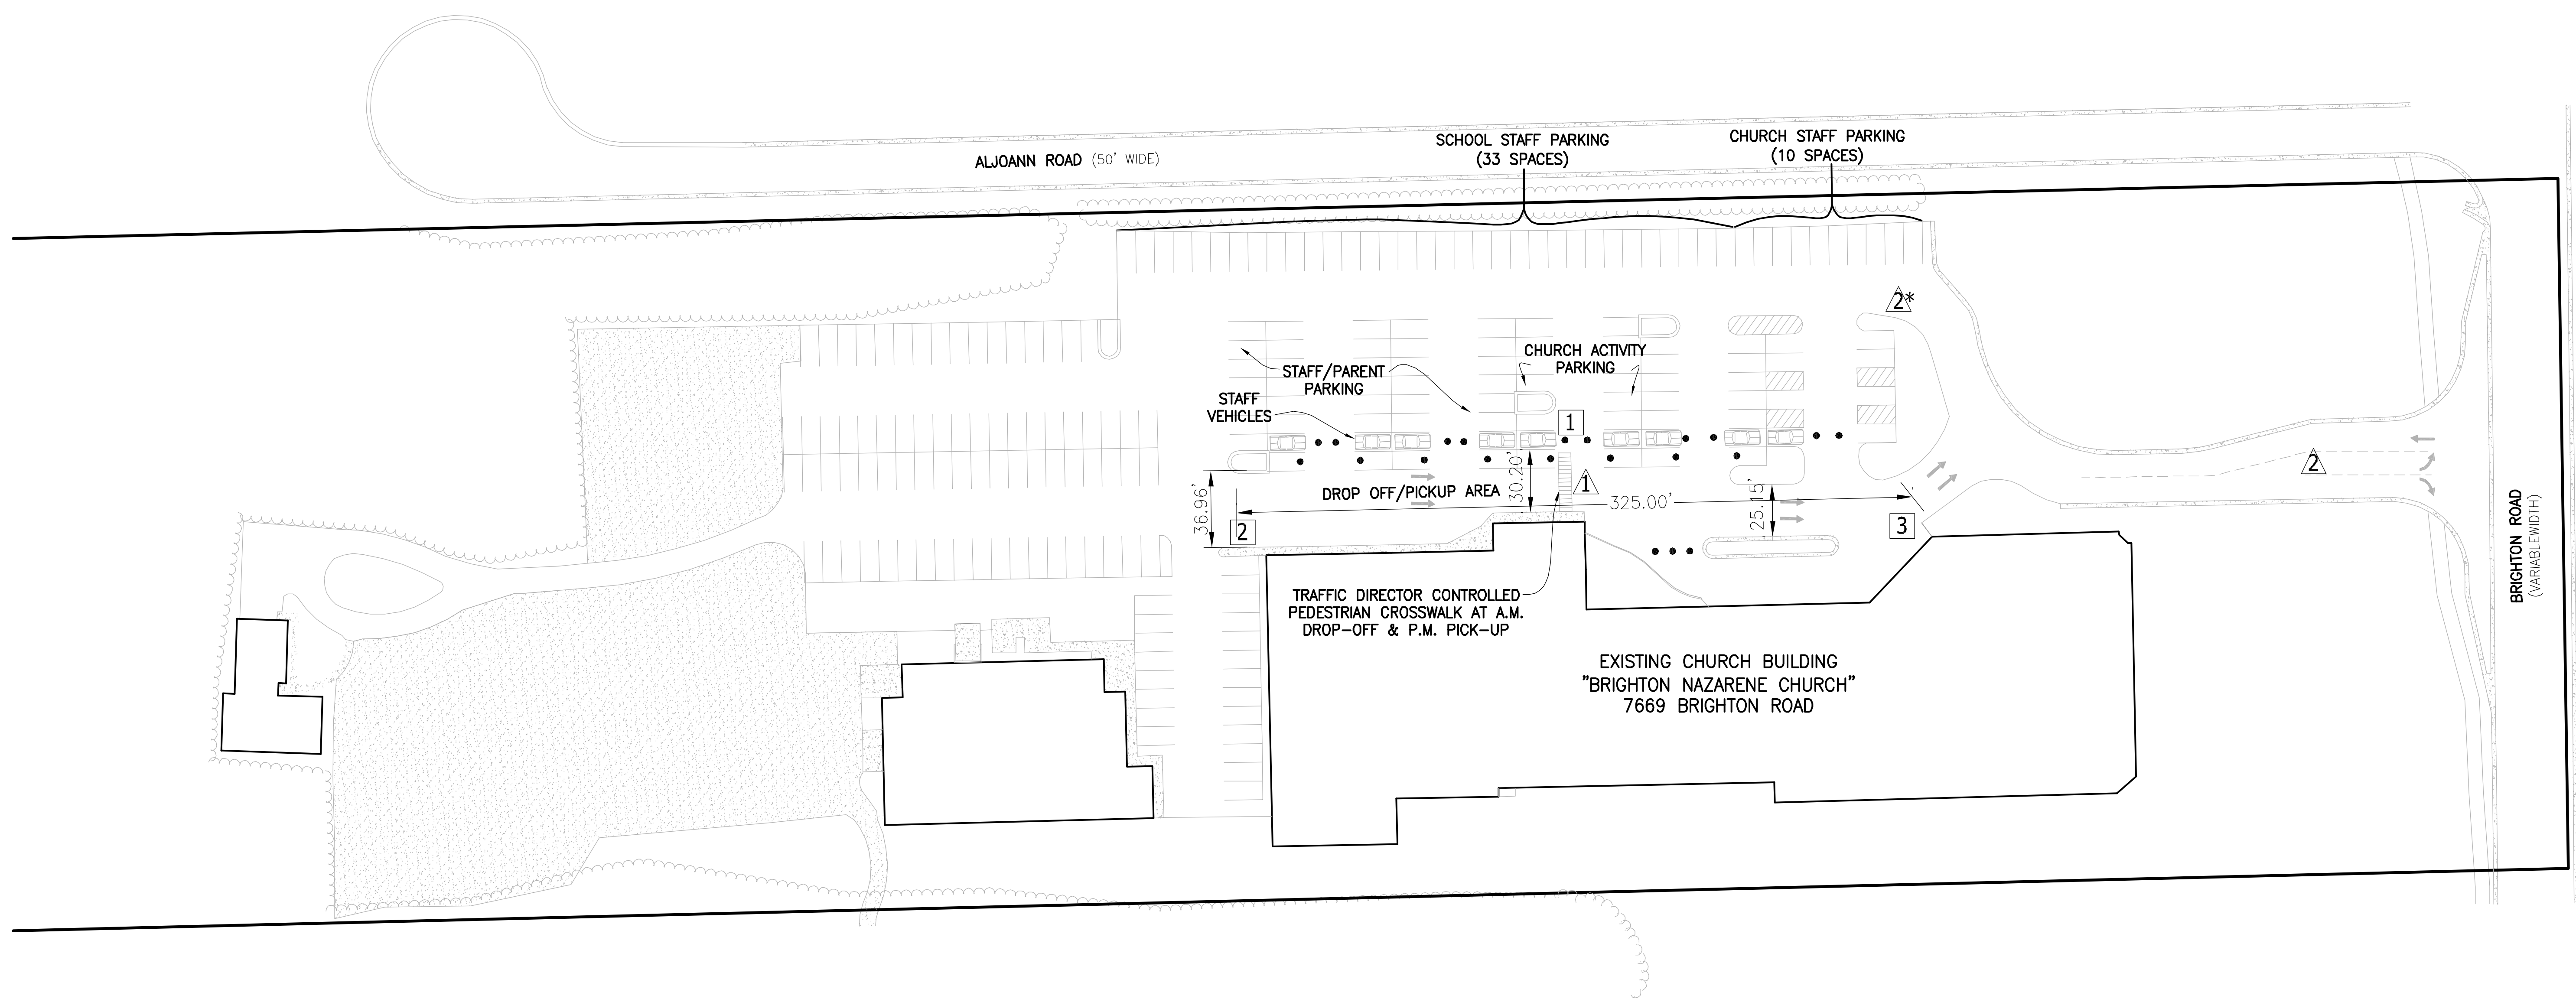 SCHOOL STAFF PARKING
(33 SPACES)
CHURCH STAFF PARKING
(10 SPACES)
ALJOANN ROAD (50' WIDE)
2*
CHURCH ACTIVITY
PARKING
STAFF/PARENT
PARKING
STAFF
VEHICLES
1
2
36.96'
DROP OFF/PICKUP AREA
30.20'
1
325.00'
25.15'
2
3
BRIGHTON ROAD
(VARIABLEWIDTH)
TRAFFIC DIRECTOR CONTROLLED
PEDESTRIAN CROSSWALK AT A.M.
DROP-OFF & P.M. PICK-UP
EXISTING CHURCH BUILDING
"BRIGHTON NAZARENE CHURCH"
7669 BRIGHTON ROAD